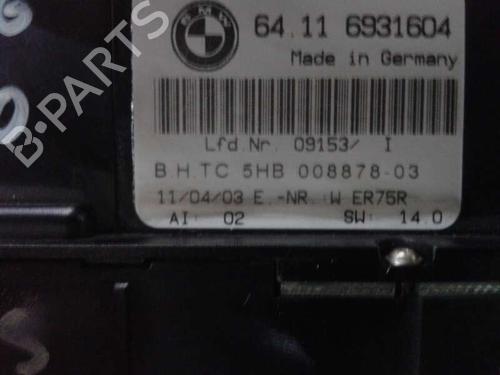 BMW
64.11 6931604
Made in Germany
Lfd.Nr. 09153/ I
B.H.TC 5HB 008878-03
11/04/03 E.-NR.:W ER75R
AI: 02 SW: 14.0
B-PARTS